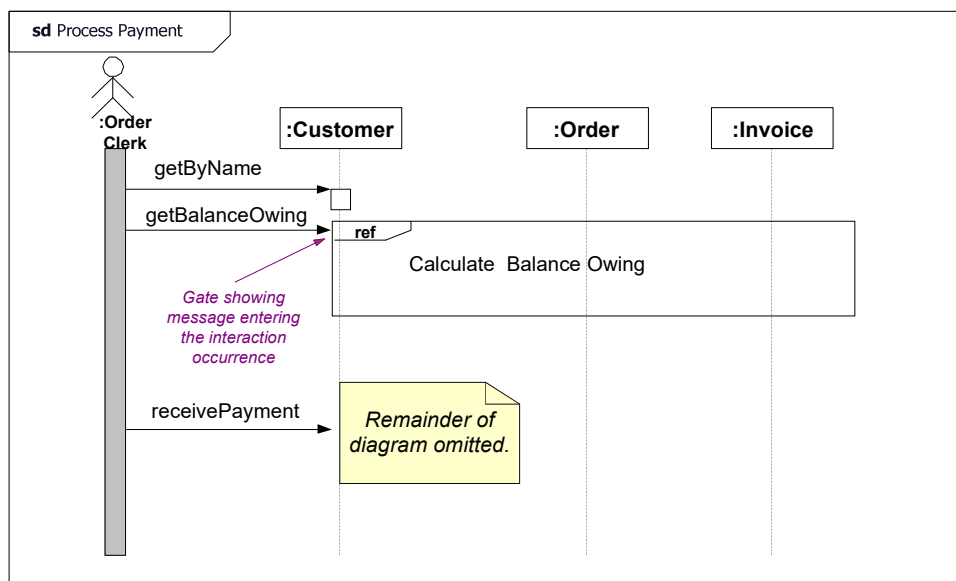 sd Process Payment
:Order
Clerk
:Customer
:Order
:Invoice
getByName
getBalanceOwing
ref
Calculate Balance Owing
Gate showing
message entering
the interaction
occurrence
receivePayment
Remainder of
diagram omitted.